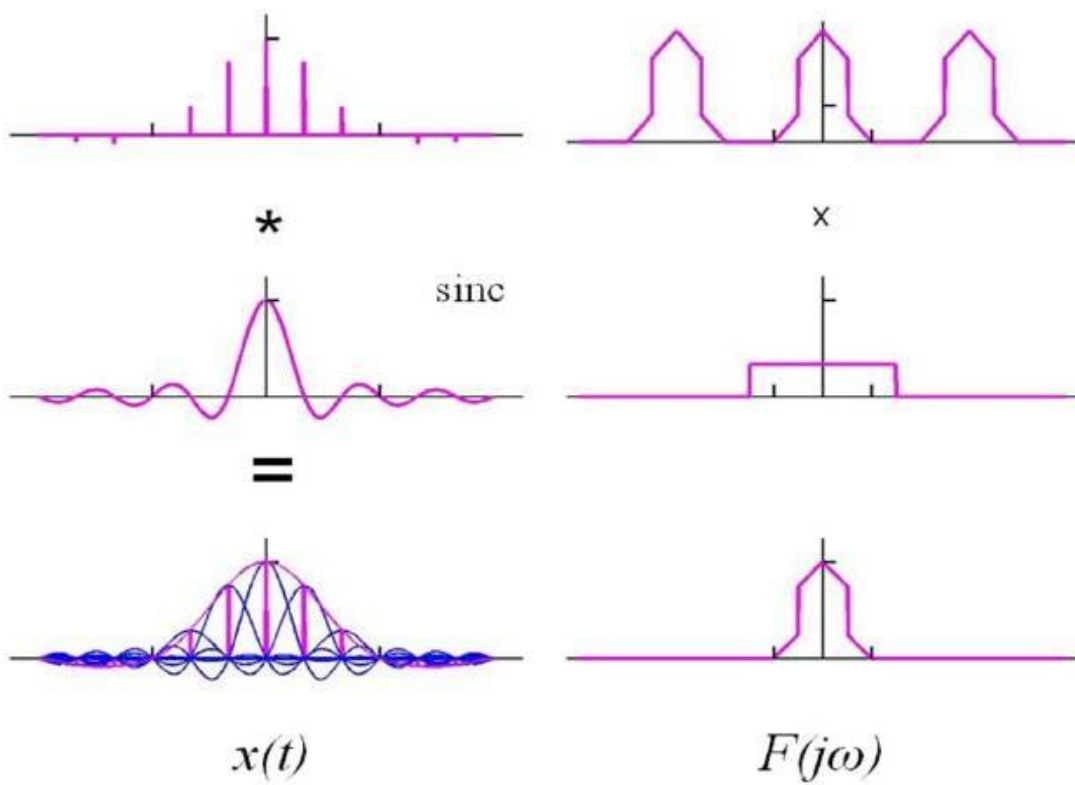 *
x
sinc
=
x(t)
F(jω)